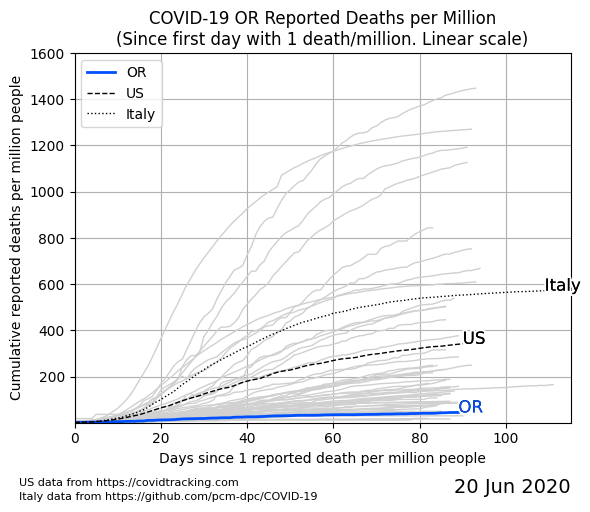 COVID-19 OR Reported Deaths per Million
(Since first day with 1 death/million. Linear scale)
1600
1400
1200
1000
800
600
400
200
Cumulative reported deaths per million people
OR
US
Italy
Italy
US
OR
0 20 40 60 80 100
Days since 1 reported death per million people
US data from https://covidtracking.com
Italy data from https://github.com/pcm-dpc/COVID-19
20 Jun 2020